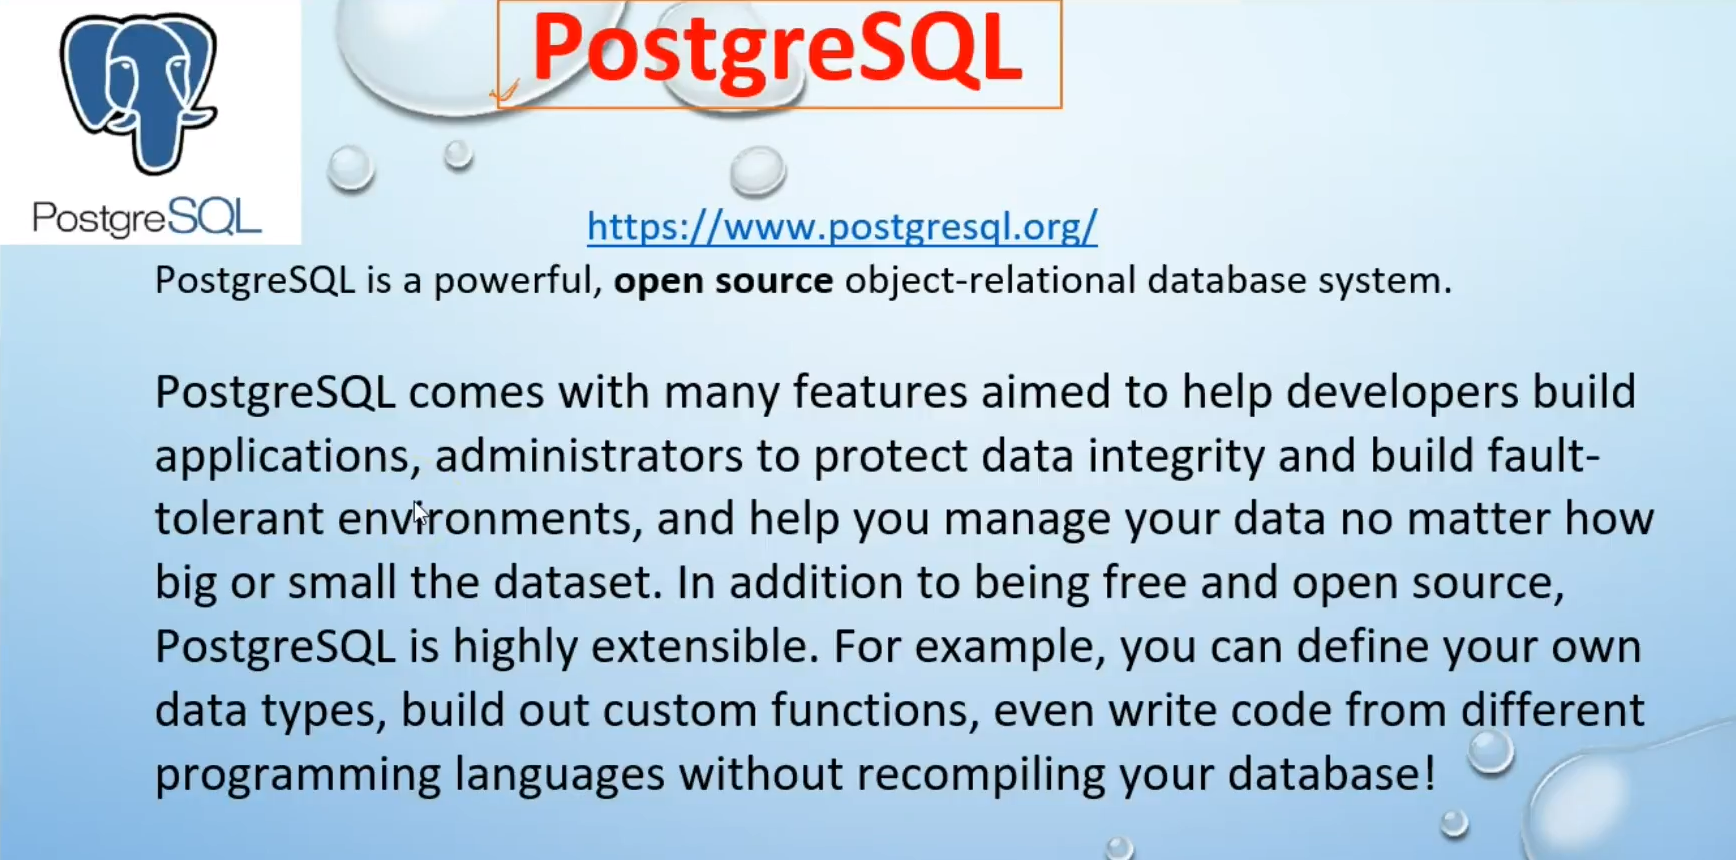 PostgreSQL
PostgreSQL
https://www.postgresql.org/
PostgreSQL is a powerful, open source object-relational database system.
PostgreSQL comes with many features aimed to help developers build
applications, administrators to protect data integrity and build fault-
tolerant environments, and help you manage your data no matter how
big or small the dataset. In addition to being free and open source,
PostgreSQL is highly extensible. For example, you can define your own
data types, build out custom functions, even write code from different
programming languages without recompiling your database!